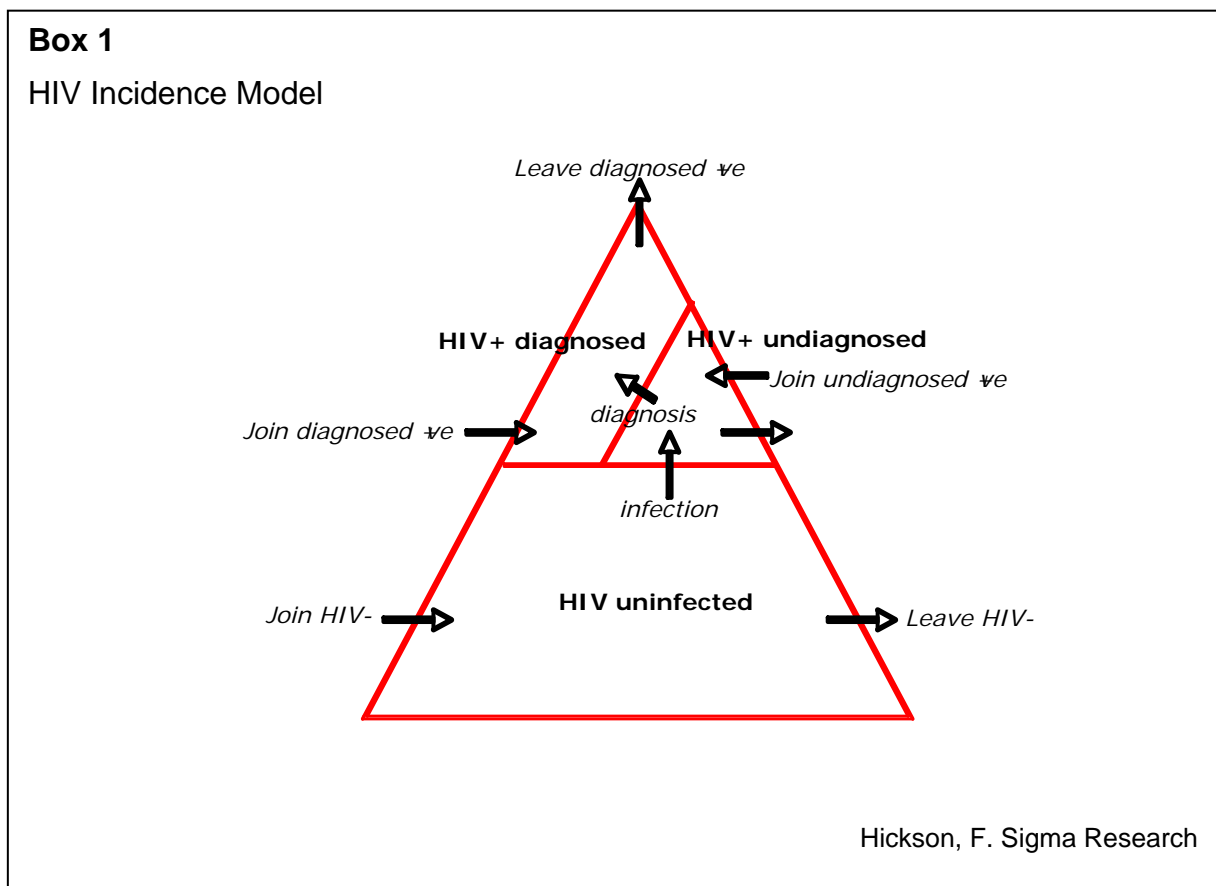 Box 1
HIV Incidence Model
Leave diagnosed +ve
HIV+ diagnosed
HIV+ undiagnosed
Join undiagnosed +ve
diagnosis
Join diagnosed +ve
infection
HIV uninfected
Join HIV-
Leave HIV-
Hickson, F. Sigma Research